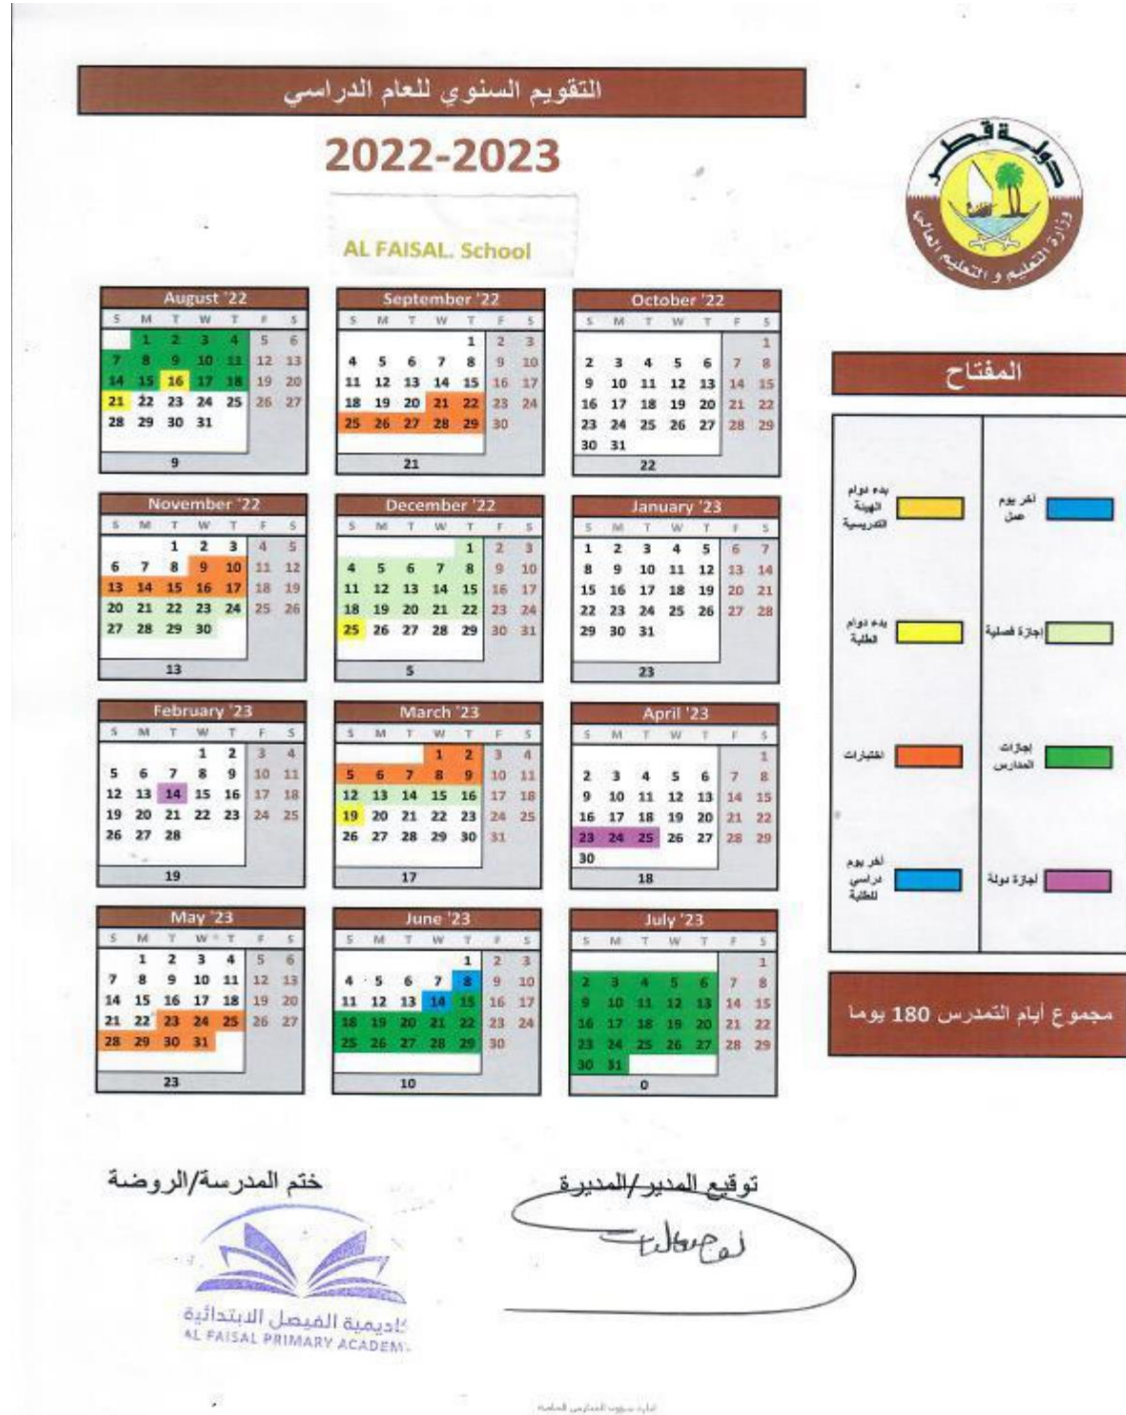 التقويم السنوي للعام الدراسي
2022-2023
AL FAISAL. School
دولة قطر
وزارة التعليم و التعليم العالي
August '22
S M T W T F S
1 2 3 4 5 6
7 8 9 10 11 12 13
14 15 16 17 18 19 20
21 22 23 24 25 26 27
28 29 30 31
9
September '22
S M T W T F S
1 2 3
4 5 6 7 8 9 10
11 12 13 14 15 16 17
18 19 20 21 22 23 24
25 26 27 28 29 30
21
October '22
S M T W T F S
1
2 3 4 5 6 7 8
9 10 11 12 13 14 15
16 17 18 19 20 21 22
23 24 25 26 27 28 29
30 31
22
November '22
S M T W T F S
1 2 3 4 5
6 7 8 9 10 11 12
13 14 15 16 17 18 19
20 21 22 23 24 25 26
27 28 29 30
13
December '22
S M T W T F S
1 2 3
4 5 6 7 8 9 10
11 12 13 14 15 16 17
18 19 20 21 22 23 24
25 26 27 28 29 30 31
5
January '23
S M T W T F S
1 2 3 4 5 6 7
8 9 10 11 12 13 14
15 16 17 18 19 20 21
22 23 24 25 26 27 28
29 30 31
23
February '23
S M T W T F S
1 2 3 4
5 6 7 8 9 10 11
12 13 14 15 16 17 18
19 20 21 22 23 24 25
26 27 28
19
March '23
S M T W T F S
1 2 3 4
5 6 7 8 9 10 11
12 13 14 15 16 17 18
19 20 21 22 23 24 25
26 27 28 29 30 31
17
April '23
S M T W T F S
1
2 3 4 5 6 7 8
9 10 11 12 13 14 15
16 17 18 19 20 21 22
23 24 25 26 27 28 29
30
18
May '23
S M T W T F S
1 2 3 4 5 6
7 8 9 10 11 12 13
14 15 16 17 18 19 20
21 22 23 24 25 26 27
28 29 30 31
23
June '23
S M T W T F S
1 2 3
4 5 6 7 8 9 10
11 12 13 14 15 16 17
18 19 20 21 22 23 24
25 26 27 28 29 30
10
July '23
S M T W T F S
1
2 3 4 5 6 7 8
9 10 11 12 13 14 15
16 17 18 19 20 21 22
23 24 25 26 27 28 29
30 31
0
المفتاح
أخر يوم
عمل
بدء دوام
الهيئة
التدريسية
إجازة فصلية
بدء دوام
الطلبة
إجازات
المدارس
اختبارات
أجازة دولة
أخر يوم
دراسي
للطلبة
مجموع أيام التمدرس 180 يوما
توقيع المدير/المديرة
ختم المدرسة/الروضة
أكاديمية الفيصل الابتدائية
AL FAISAL PRIMARY ACADEMY